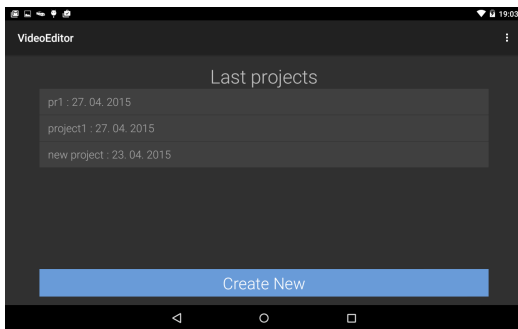 19:03
VideoEditor
Last projects
pr1 : 27. 04. 2015
project1 : 27. 04. 2015
new project : 23. 04. 2015
Create New